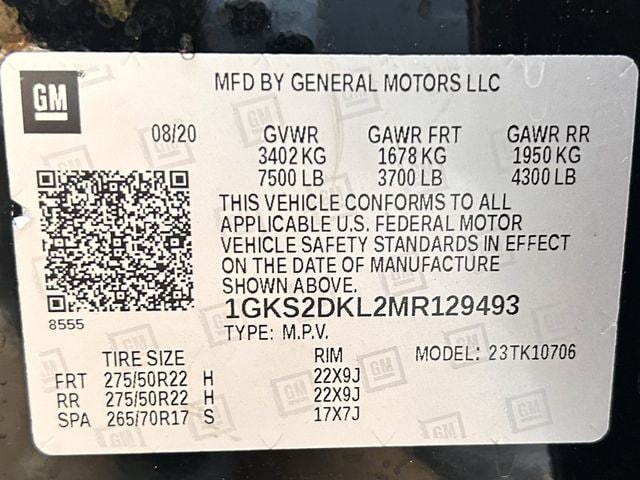 GM
MFD BY GENERAL MOTORS LLC
08/20 GVWR GAWR FRT GAWR RR
3402 KG 1678 KG 1950 KG
7500 LB 3700 LB 4300 LB
THIS VEHICLE CONFORMS TO ALL
APPLICABLE U.S. FEDERAL MOTOR
VEHICLE SAFETY STANDARDS IN EFFECT
ON THE DATE OF MANUFACTURE
SHOWN ABOVE.
8555
1GKS2DKL2MR129493
TYPE: M.P.V.
TIRE SIZE RIM MODEL: 23TK10706
FRT 275/50R22 H 22X9J
RR 275/50R22 H 22X9J
SPA 265/70R17 S 17X7J